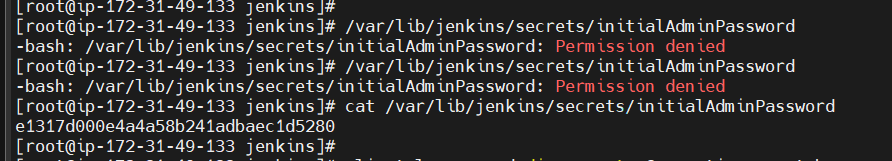 [root@ip-172-31-49-133 jenkins]#
[root@ip-172-31-49-133 jenkins]# /var/lib/jenkins/secrets/initialAdminPassword
-bash: /var/lib/jenkins/secrets/initialAdminPassword: Permission denied
[root@ip-172-31-49-133 jenkins]# /var/lib/jenkins/secrets/initialAdminPassword
-bash: /var/lib/jenkins/secrets/initialAdminPassword: Permission denied
[root@ip-172-31-49-133 jenkins]# cat /var/lib/jenkins/secrets/initialAdminPassword
e1317d000e4a4a58b241adbaec1d5280
[root@ip-172-31-49-133 jenkins]#